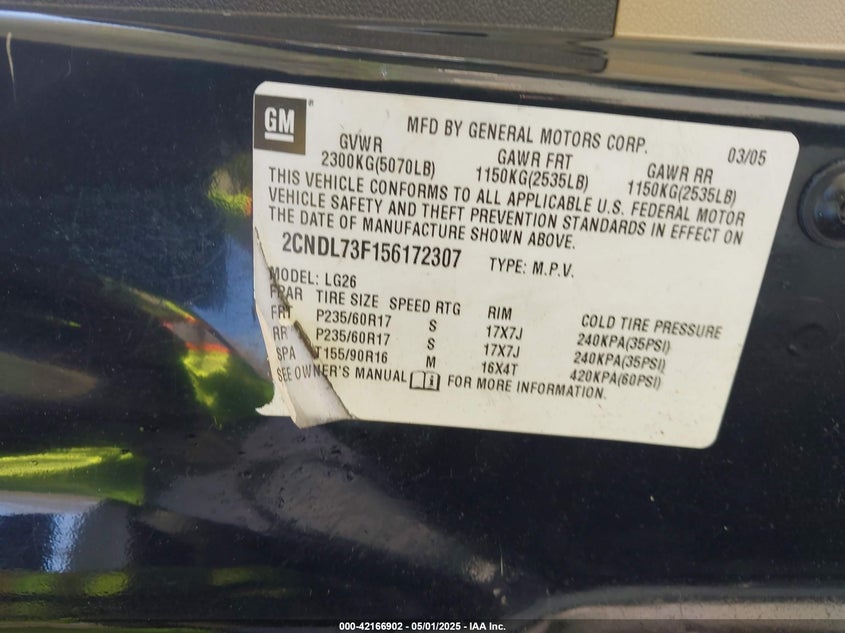 GM
MFD BY GENERAL MOTORS CORP. 03/05
GVWR GAWR FRT GAWR RR
2300KG(5070LB) 1150KG(2535LB) 1150KG(2535LB)
THIS VEHICLE CONFORMS TO ALL APPLICABLE U.S. FEDERAL MOTOR
VEHICLE SAFETY AND THEFT PREVENTION STANDARDS IN EFFECT ON
THE DATE OF MANUFACTURE SHOWN ABOVE.
2CNDL73F156172307 TYPE: M.P.V.
MODEL: LG26
TIRE SIZE SPEED RTG RIM COLD TIRE PRESSURE
FRT P235/60R17 S 17X7J 240KPA(35PSI)
RR P235/60R17 S 17X7J 240KPA(35PSI)
SPA T155/90R16 M 16X4T 420KPA(60PSI)
SEE OWNER'S MANUAL FOR MORE INFORMATION.
000-42166902 - 05/01/2025 - IAA Inc.